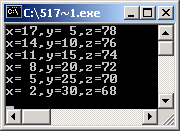 C:\517~1.exe
x=17,y= 5,z=78
x=14,y=10,z=76
x=11,y=15,z=74
x= 8,y=20,z=72
x= 5,y=25,z=70
x= 2,y=30,z=68